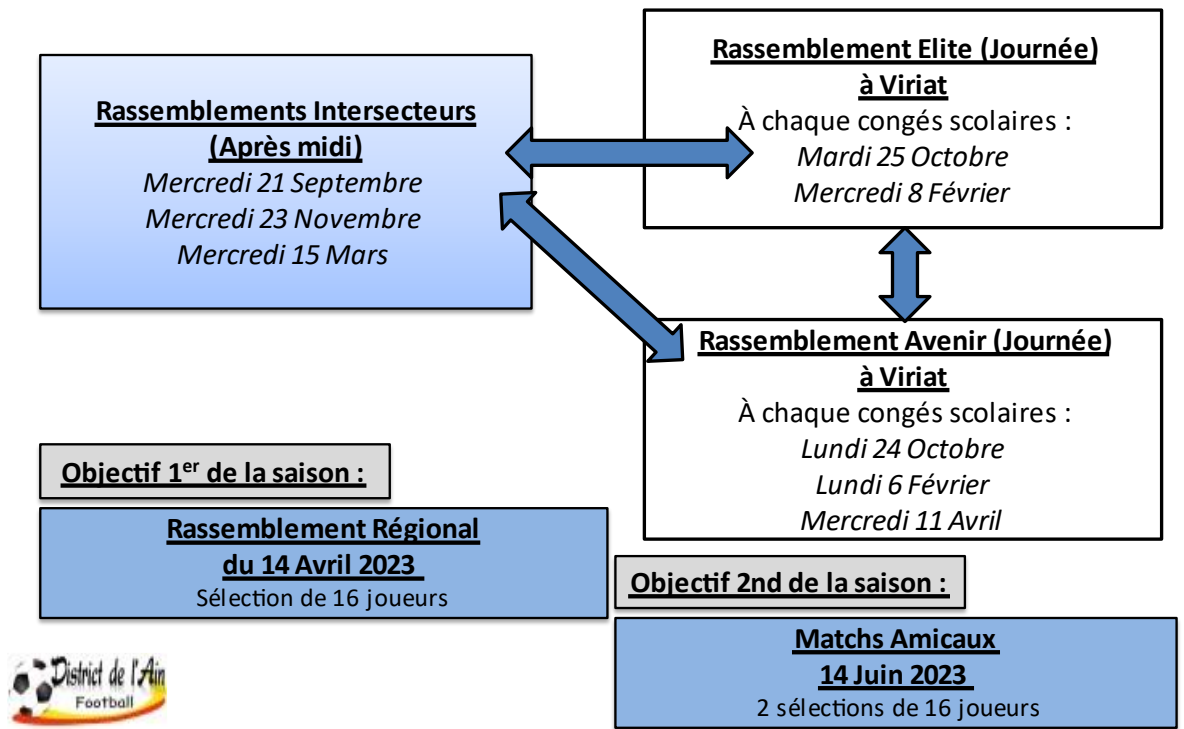 Rassemblements Intersecteurs
(Après midi)
Mercredi 21 Septembre
Mercredi 23 Novembre
Mercredi 15 Mars
Rassemblement Elite (Journée)
à Viriat
À chaque congés scolaires :
Mardi 25 Octobre
Mercredi 8 Février
Rassemblement Avenir (Journée)
à Viriat
À chaque congés scolaires :
Lundi 24 Octobre
Lundi 6 Février
Mercredi 11 Avril
Objectif 1er de la saison :
Rassemblement Régional
du 14 Avril 2023
Sélection de 16 joueurs
Objectif 2nd de la saison :
Matchs Amicaux
14 Juin 2023
2 sélections de 16 joueurs
District de l'Ain
Football